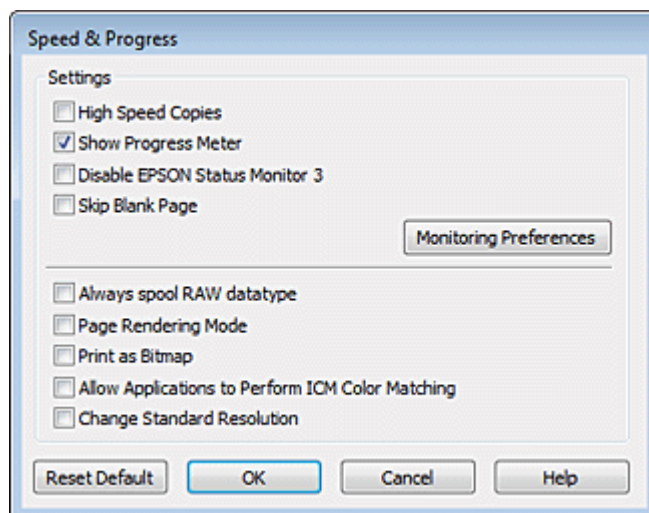 Speed & Progress
Settings
High Speed Copies
Show Progress Meter
Disable EPSON Status Monitor 3
Skip Blank Page
Monitoring Preferences
Always spool RAW datatype
Page Rendering Mode
Print as Bitmap
Allow Applications to Perform ICM Color Matching
Change Standard Resolution
Reset Default OK Cancel Help